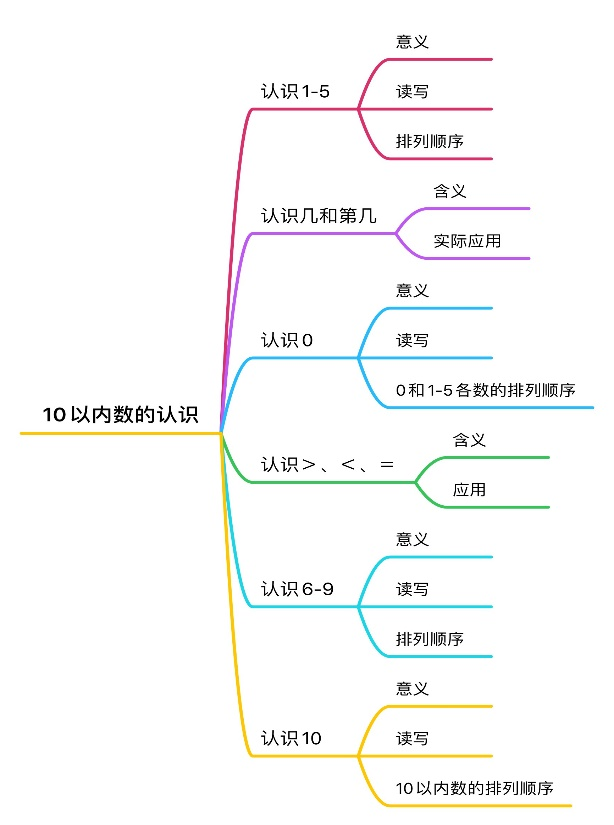 10以内数的认识
认识1-5
意义
读写
排列顺序
认识几和第几
含义
实际应用
认识0
意义
读写
0和1-5各数的排列顺序
认识＞、＜、＝
含义
应用
认识6-9
意义
读写
排列顺序
认识10
意义
读写
10以内数的排列顺序